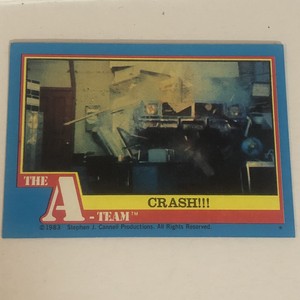 CRASH!!!
THE
A
-TEAM™
©1983 Stephen J. Cannell Productions. All Rights Reserved.